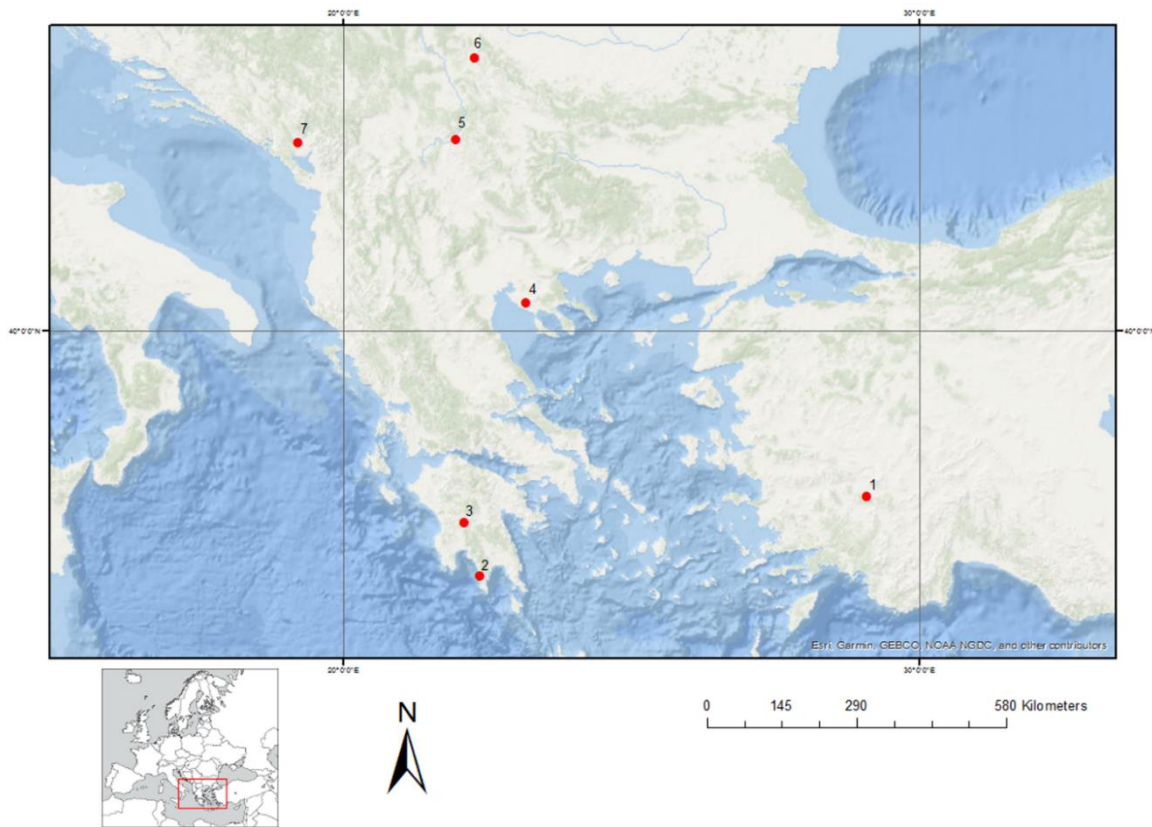 20°0'0"E 30°0'0"E
6
5
7
4
40°0'0"N 40°0'0"N
1
3
2
Esri, Garmin, GEBCO, NOAA NGDC, and other contributors
20°0'0"E 30°0'0"E
N
0 145 290 580 Kilometers